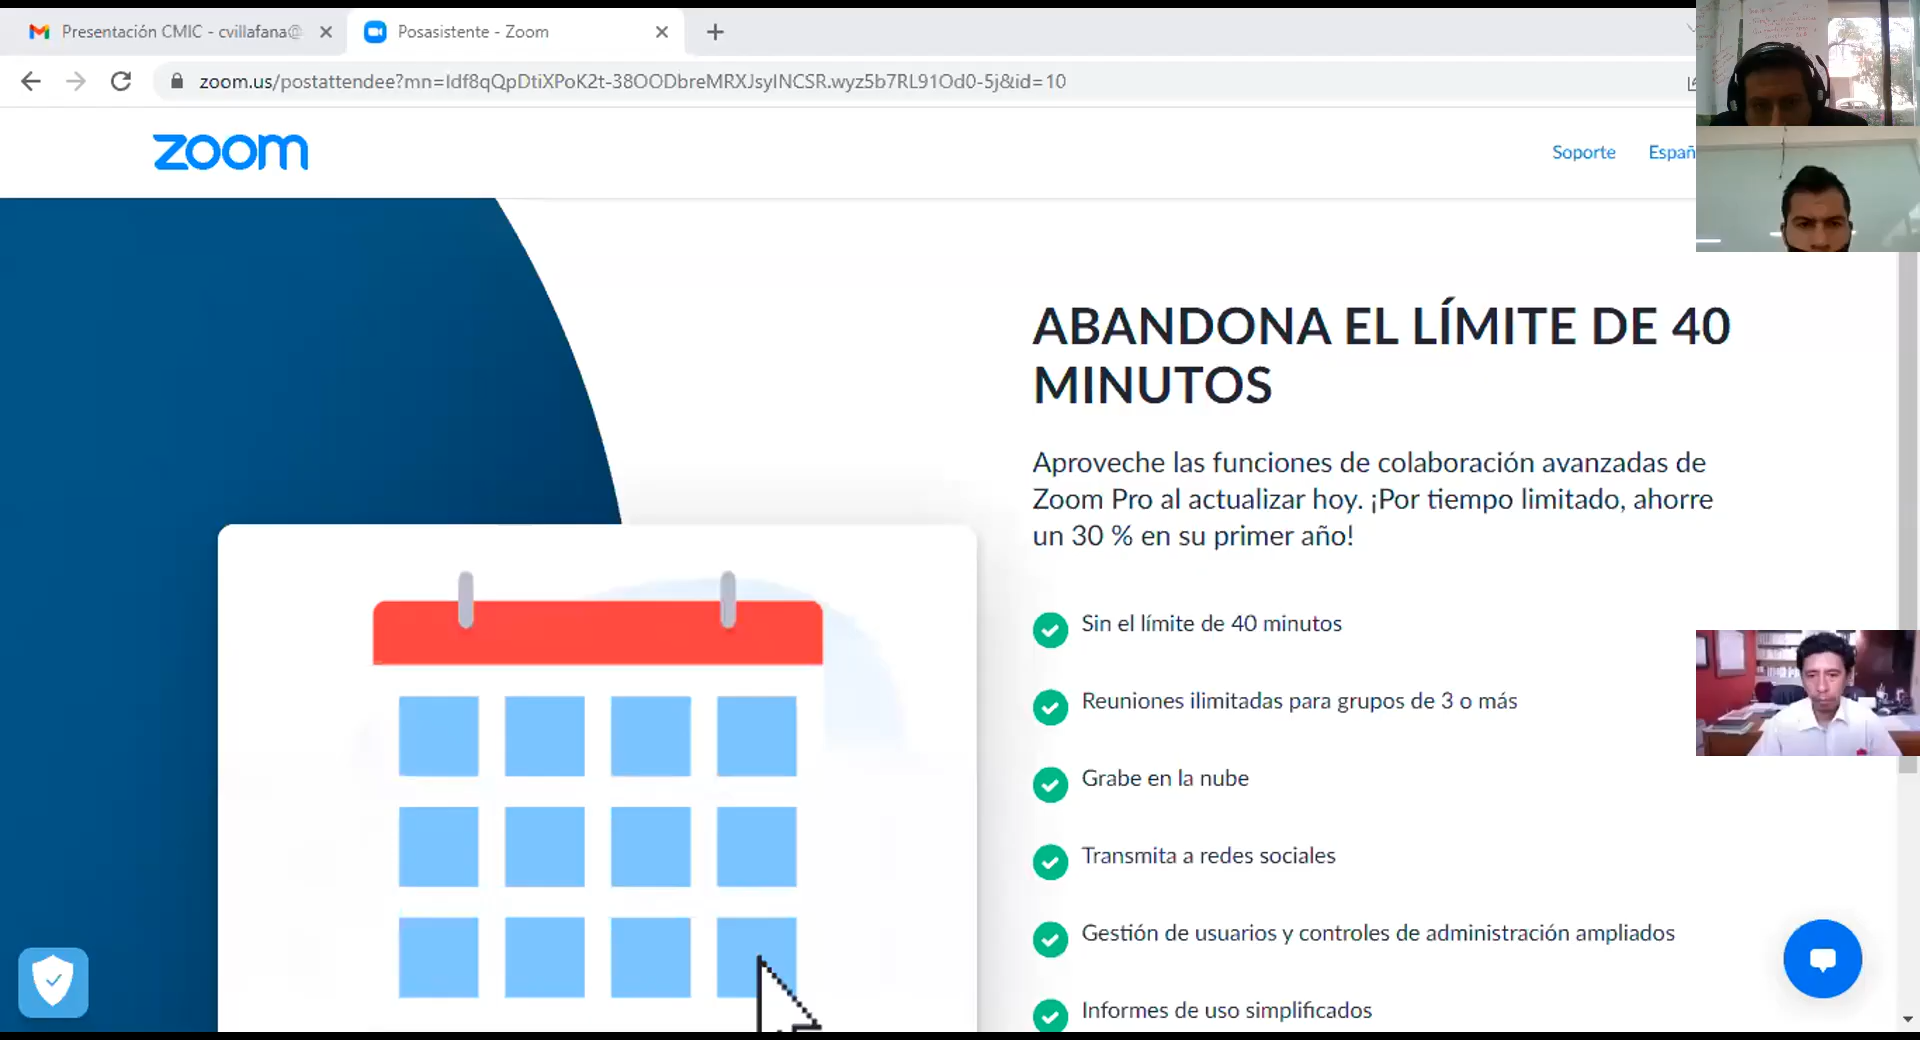 Presentación CMIC - cvillafana@
Posasistente - Zoom
zoom.us/postattendee?mn=Idf8qQpDtiXPoK2t-38OODbreMRXJsyINCSR.wyz5b7RL91Od0-5j&id=10
zoom
Soporte
Españ
ABANDONA EL LÍMITE DE 40
MINUTOS
Aproveche las funciones de colaboración avanzadas de
Zoom Pro al actualizar hoy. ¡Por tiempo limitado, ahorre
un 30 % en su primer año!
Sin el límite de 40 minutos
Reuniones ilimitadas para grupos de 3 o más
Grabe en la nube
Transmita a redes sociales
Gestión de usuarios y controles de administración ampliados
Informes de uso simplificados